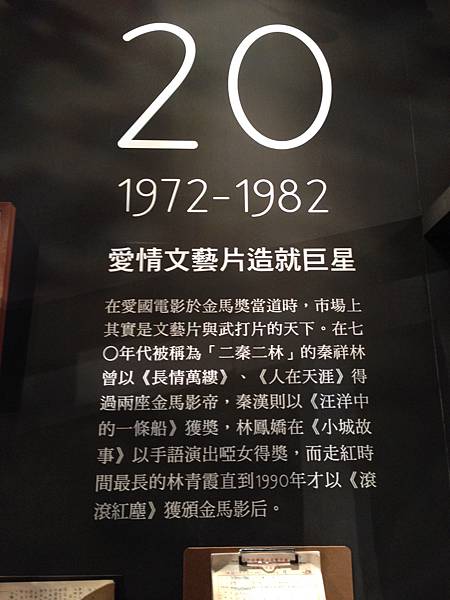 20
1972-1982
愛情文藝片造就巨星
在愛國電影於金馬獎當道時，市場上
其實是文藝片與武打片的天下。在七
〇年代被稱為「二秦二林」的秦祥林
曾以《長情萬縷》、《人在天涯》得
過兩座金馬影帝，秦漢則以《汪洋中
的一條船》獲獎，林鳳嬌在《小城故
事》以手語演出啞女得獎，而走紅時
間最長的林青霞直到1990年才以《滾
滾紅塵》獲頒金馬影后。